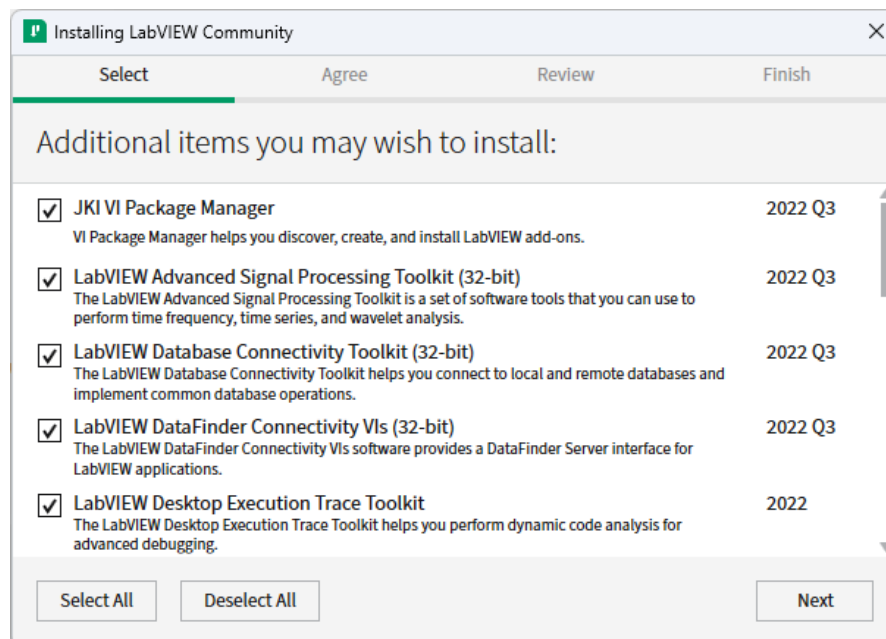 Installing LabVIEW Community
Select Agree Review Finish
Additional items you may wish to install:
JKI VI Package Manager 2022 Q3
VI Package Manager helps you discover, create, and install LabVIEW add-ons.
LabVIEW Advanced Signal Processing Toolkit (32-bit) 2022 Q3
The LabVIEW Advanced Signal Processing Toolkit is a set of software tools that you can use to
perform time frequency, time series, and wavelet analysis.
LabVIEW Database Connectivity Toolkit (32-bit) 2022 Q3
The LabVIEW Database Connectivity Toolkit helps you connect to local and remote databases and
implement common database operations.
LabVIEW DataFinder Connectivity VIs (32-bit) 2022 Q3
The LabVIEW DataFinder Connectivity VIs software provides a DataFinder Server interface for
LabVIEW applications.
LabVIEW Desktop Execution Trace Toolkit 2022
The LabVIEW Desktop Execution Trace Toolkit helps you perform dynamic code analysis for
advanced debugging.
Select All Deselect All Next